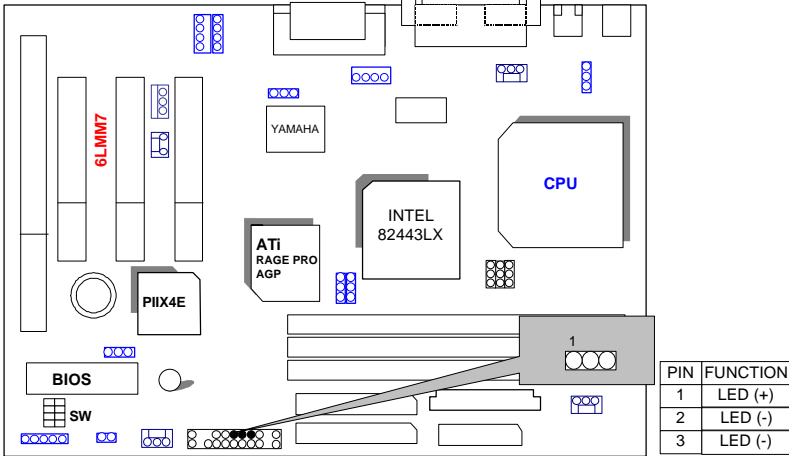 6LMM7
YAMAHA
CPU
INTEL
82443LX
ATi
RAGE PRO
AGP
PIIX4E
BIOS
SW
1
PIN FUNCTION
1 LED (+)
2 LED (-)
3 LED (-)